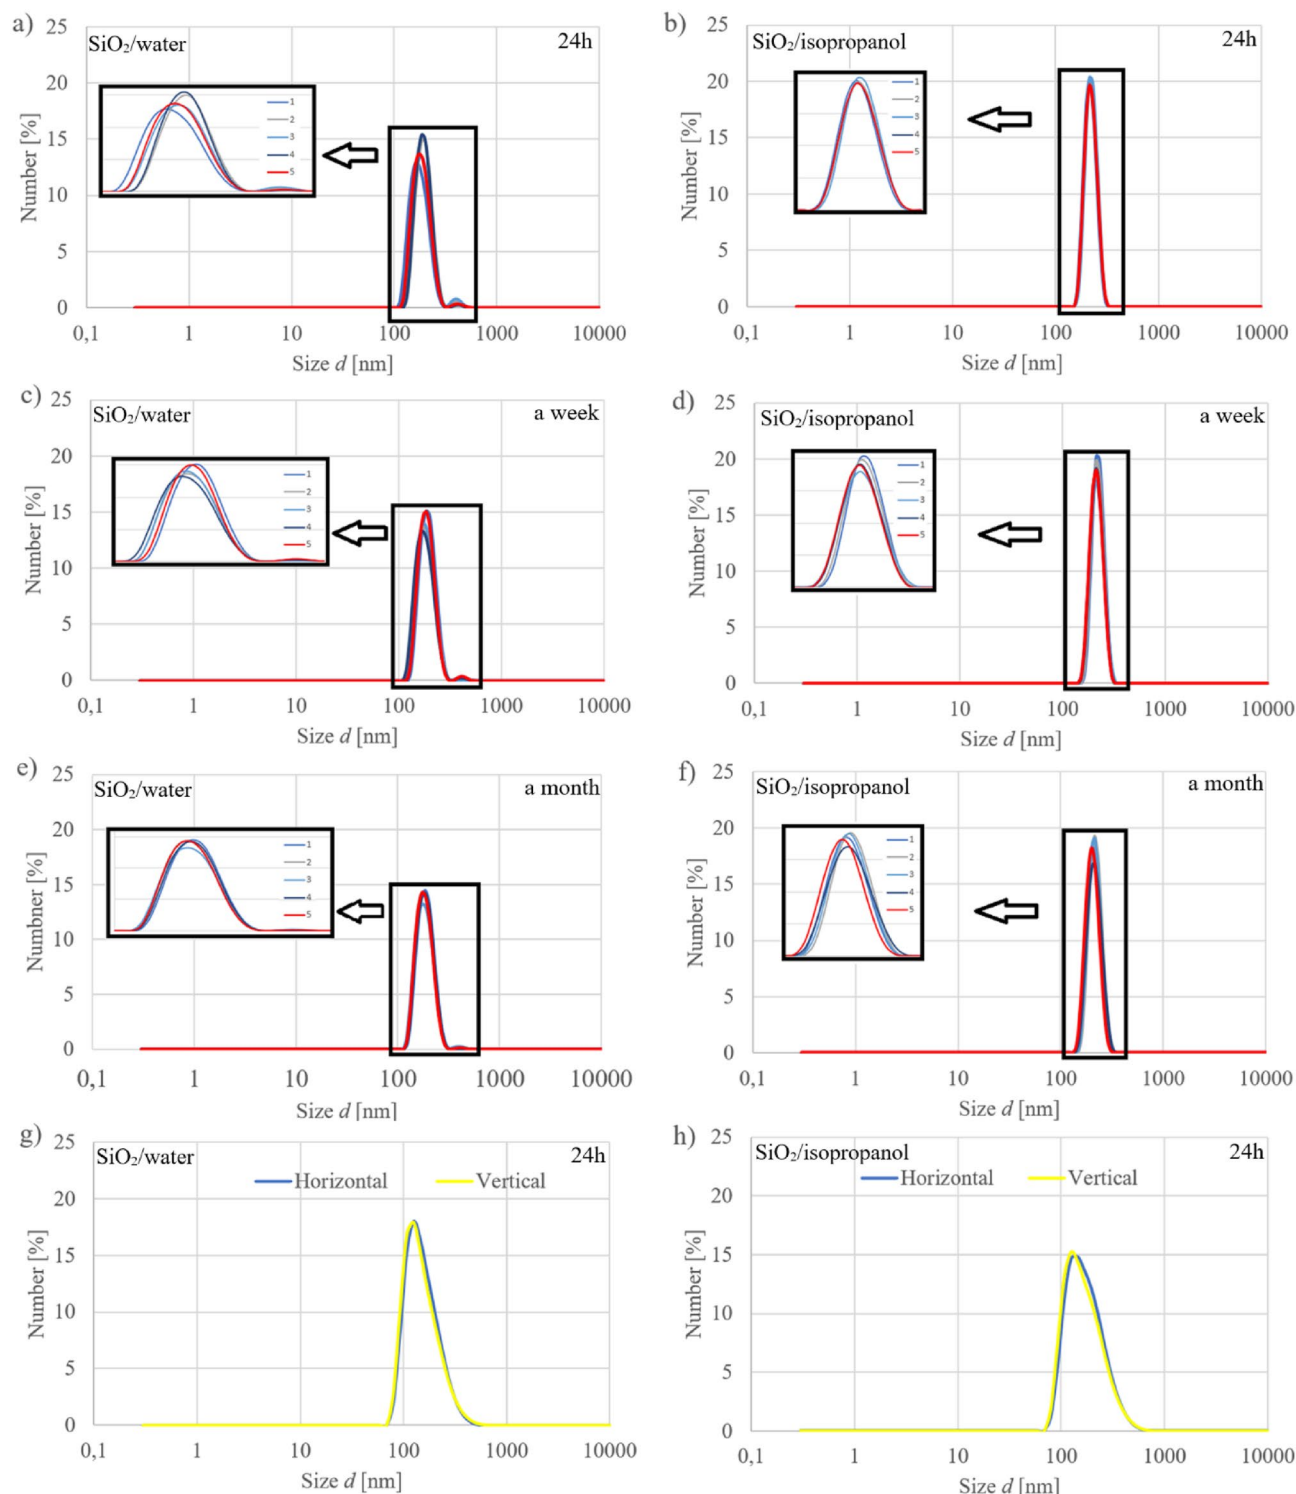 a)
25
SiO₂/water
24h
20
1
2
3
4
5
15
10
5
0
Number [%]
0,1 1 10 100 1000 10000
Size d [nm]
b)
25
SiO₂/isopropanol
24h
20
1
2
3
4
5
15
10
5
0
Number [%]
0,1 1 10 100 1000 10000
Size d [nm]
c)
25
SiO₂/water
a week
20
1
2
3
4
5
15
10
5
0
Number [%]
0,1 1 10 100 1000 10000
Size d [nm]
d)
25
SiO₂/isopropanol
a week
20
1
2
3
4
5
15
10
5
0
Number [%]
0,1 1 10 100 1000 10000
Size d [nm]
e)
25
SiO₂/water
a month
20
1
2
3
4
5
15
10
5
0
Numbner [%]
0,1 1 10 100 1000 10000
Size d [nm]
f)
25
SiO₂/isopropanol
a month
20
1
2
3
4
5
15
10
5
0
Number [%]
0,1 1 10 100 1000 10000
Size d [nm]
g)
25
SiO₂/water
24h
Horizontal Vertical
20
15
10
5
0
Number [%]
0,1 1 10 100 1000 10000
Size d [nm]
h)
25
SiO₂/isopropanol
24h
Horizontal Vertical
20
15
10
5
0
Number [%]
0,1 1 10 100 1000 10000
Size d [nm]